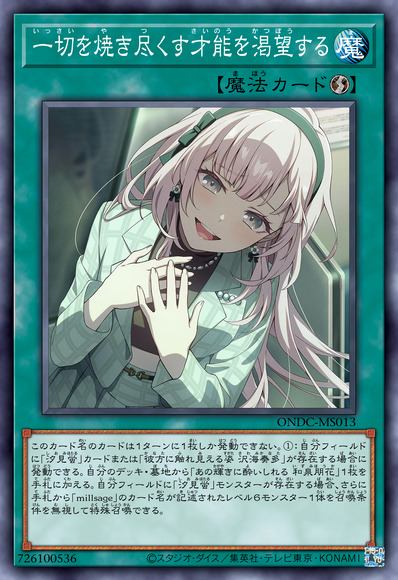 一切を焼き尽くす才能を渇望する 魔
【魔法カード】
ONDC-MS013
このカード名のカードは1ターンに1枚しか発動できない。①:自分フィールド
に「汐見皆」カードまたは「彼方に触れ見える姿 沢海奏多」が存在する場合に
発動できる。自分のデッキ・墓地から「あの輝きに酔いしれる 和泉朋花」1枚を
手札に加える。自分フィールドに「汐見皆」モンスターが存在する場合、さらに
手札から「millsage」のカード名が記述されたレベル6モンスター1体を召喚条
件を無視して特殊召喚できる。
726100536 ©スタジオ・ダイス/集英社・テレビ東京・KONAMI